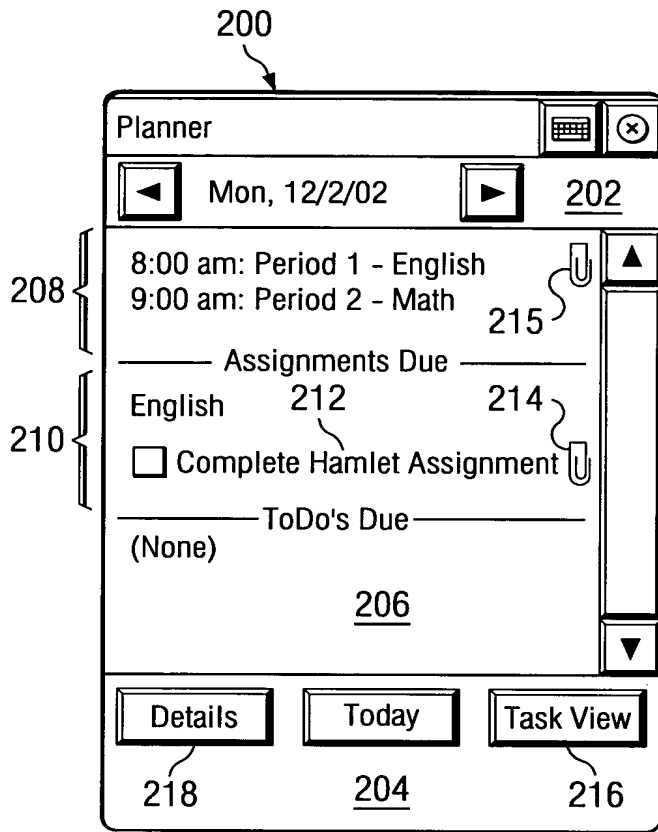 200
Planner
Mon, 12/2/02
202
8:00 am: Period 1 - English
208
9:00 am: Period 2 - Math
215
Assignments Due
English
212
214
210
Complete Hamlet Assignment
ToDo's Due
(None)
206
Details
Today
Task View
218
204
216